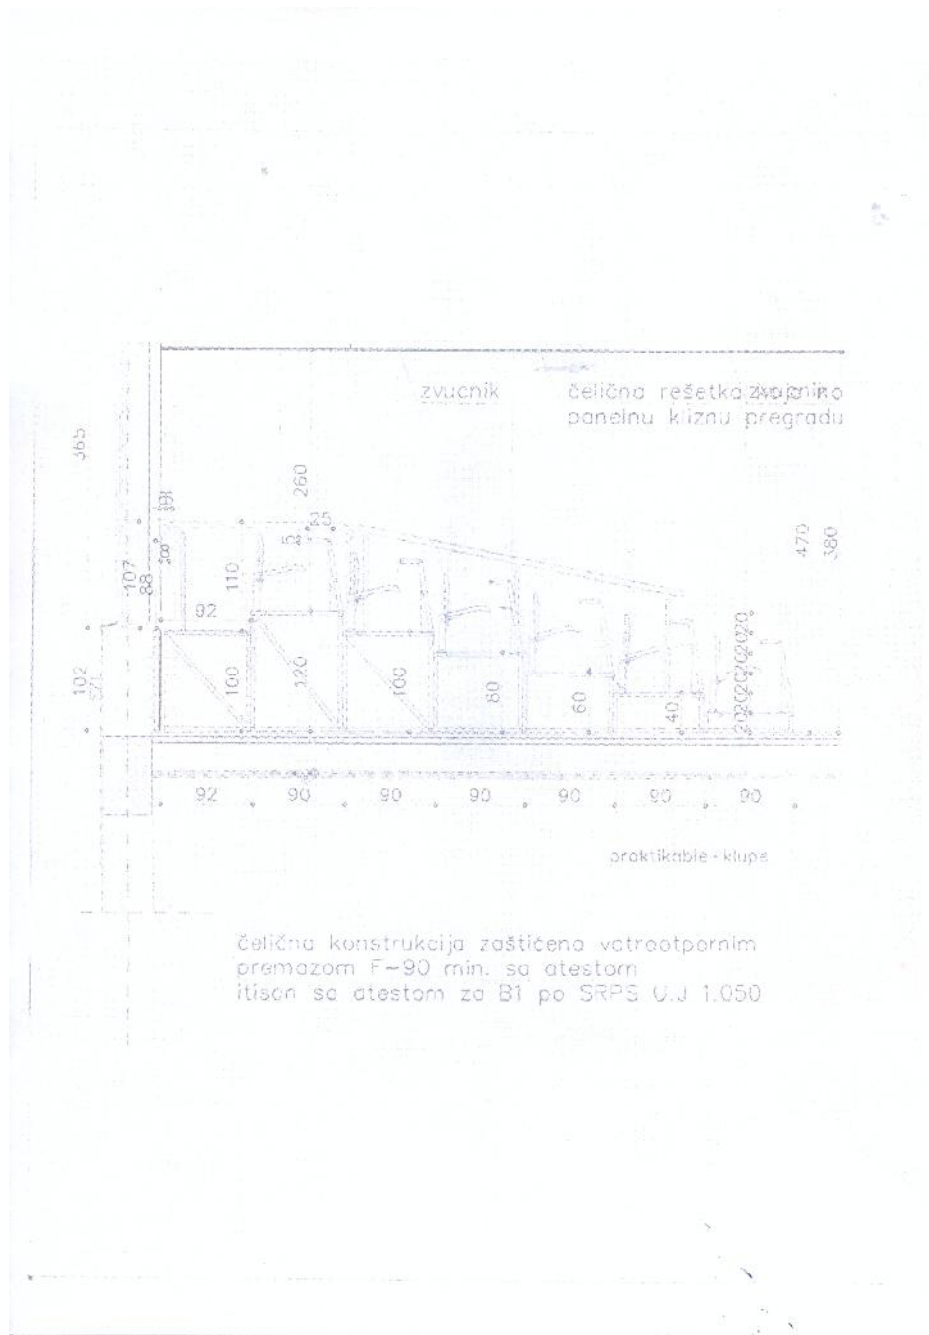 zvucnik
čelična rešetka
panelnu kliznu pregradu
365
260
470
380
107
88
5
110
92
102
100
120
100
80
60
40
20202020
92 90 90 90 90 90 90
praktikable-klupe
čelična konstrukcija zaštićena vatrootpornim
premazom F-90 min. sa atestom
itison sa atestom za B1 po SRPS U.J 1.050